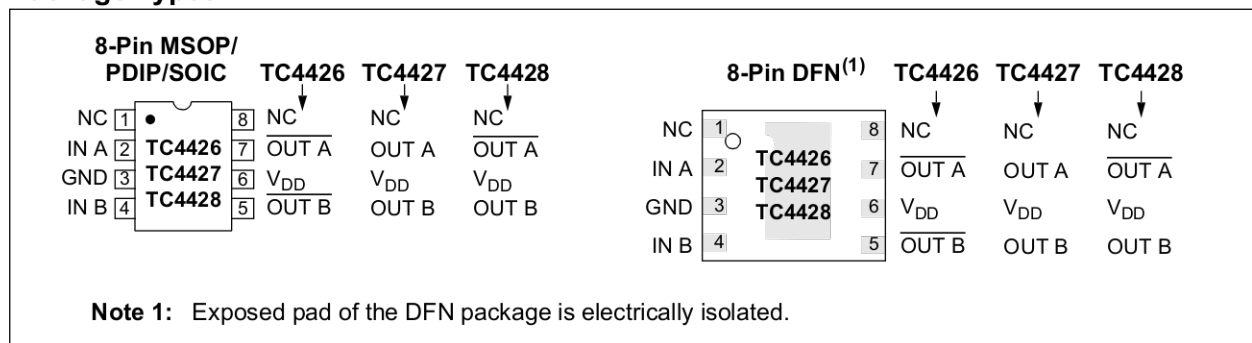 8-Pin MSOP/
PDIP/SOIC TC4426 TC4427 TC4428
NC 1 8 NC NC NC
IN A 2 TC4426 7 OUT A OUT A OUT A
GND 3 TC4427 6 VDD VDD VDD
IN B 4 TC4428 5 OUT B OUT B OUT B
8-Pin DFN(1) TC4426 TC4427 TC4428
NC 1 8 NC NC NC
IN A 2 TC4426 7 OUT A OUT A OUT A
TC4427
GND 3 TC4428 6 VDD VDD VDD
IN B 4 5 OUT B OUT B OUT B
Note 1: Exposed pad of the DFN package is electrically isolated.